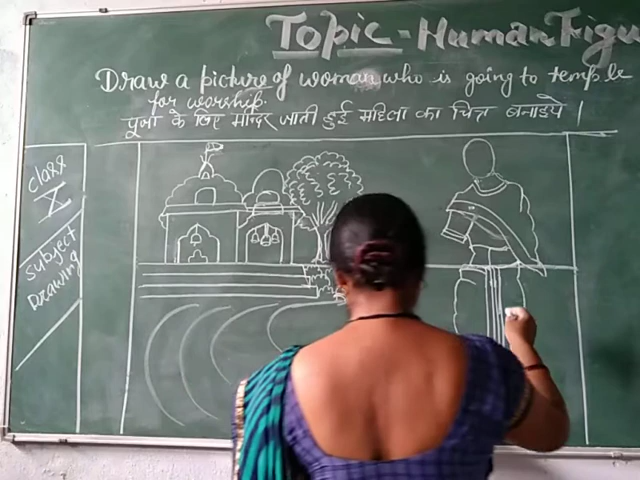 Topic - Human Figu
Draw a picture of woman who is going to temple
for worship.
पूजा के लिए मन्दिर जाती हुई महिला का चित्र बनाइये।
class
X
Subject
Drawing